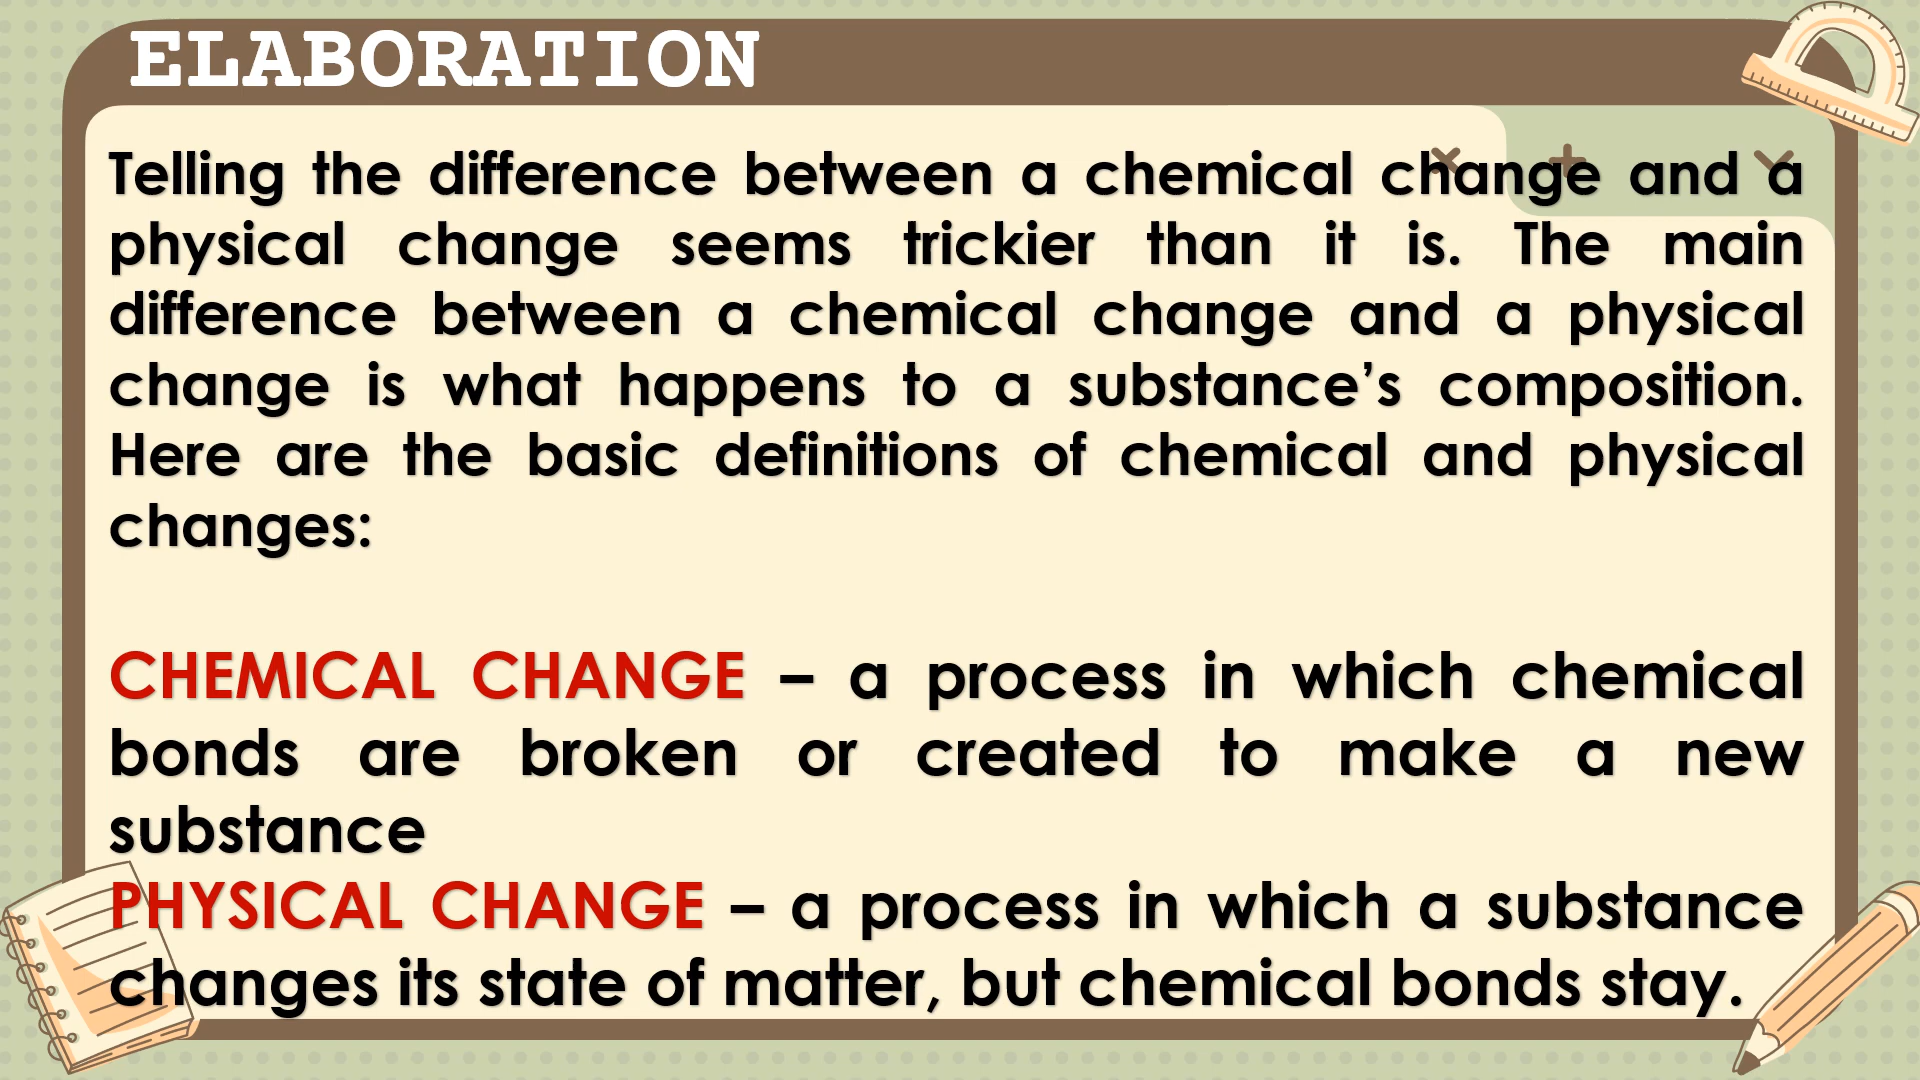 ELABORATION
Telling the difference between a chemical change and a
physical change seems trickier than it is. The main
difference between a chemical change and a physical
change is what happens to a substance’s composition.
Here are the basic definitions of chemical and physical
changes:
CHEMICAL CHANGE – a process in which chemical
bonds are broken or created to make a new
substance
PHYSICAL CHANGE – a process in which a substance
changes its state of matter, but chemical bonds stay.